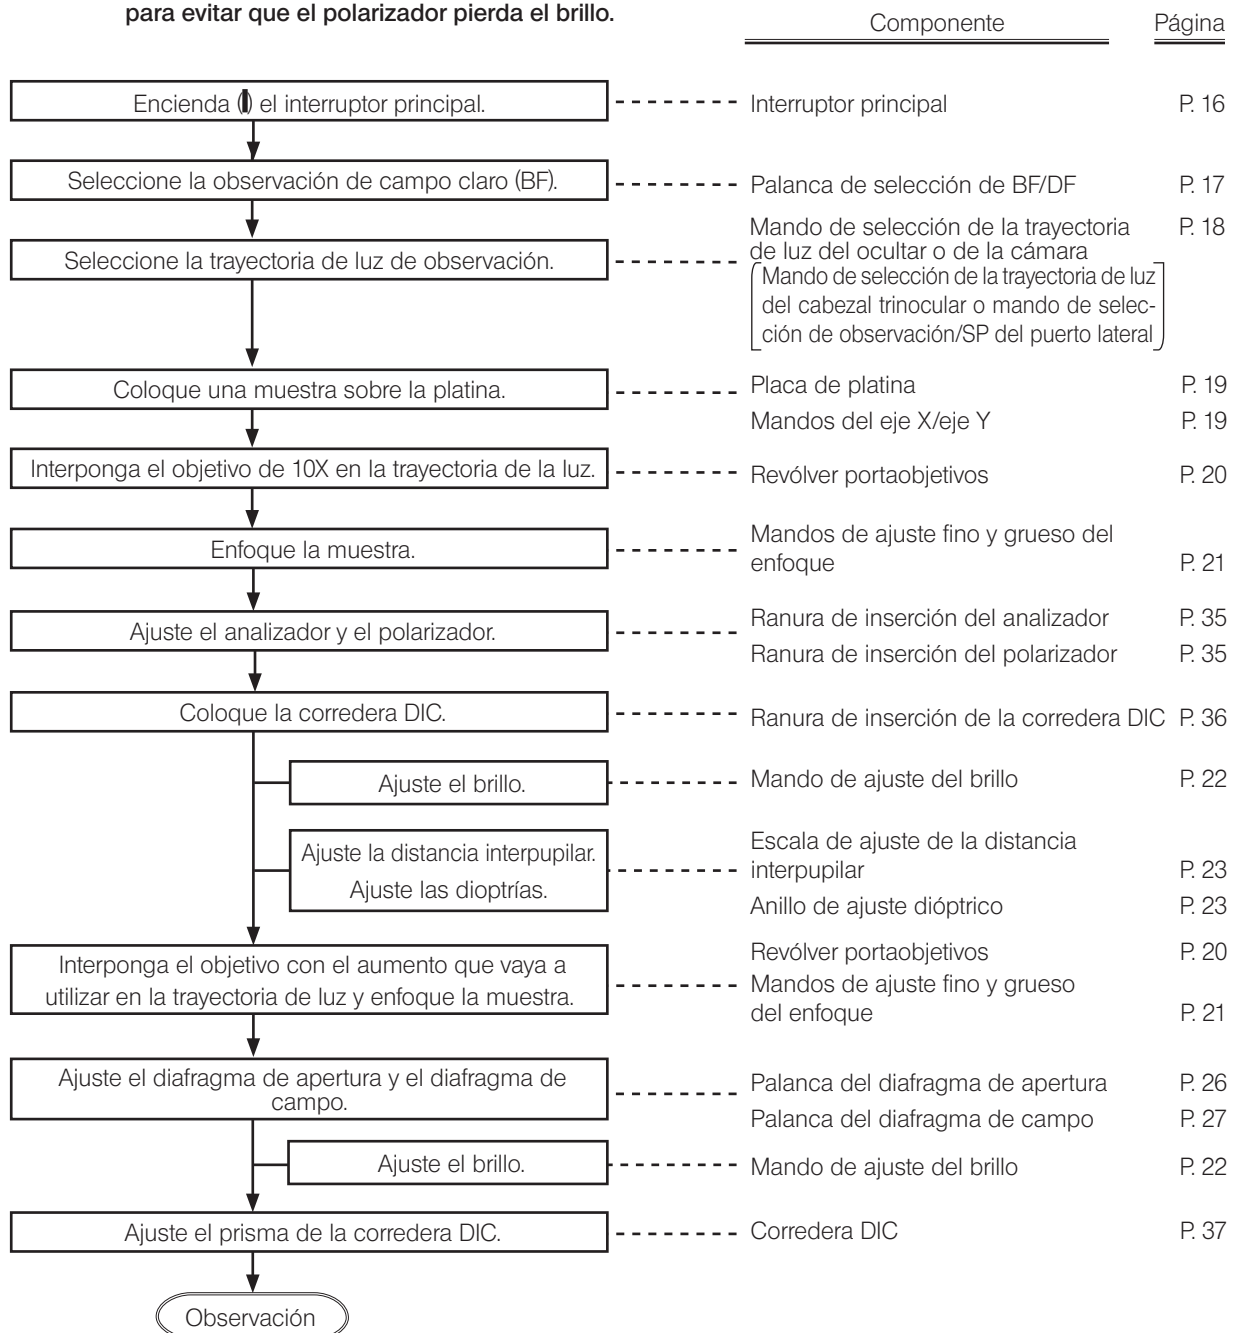 para evitar que el polarizador pierda el brillo.
Componente Página
Encienda (I) el interruptor principal. Interruptor principal P. 16
Seleccione la observación de campo claro (BF). Palanca de selección de BF/DF P. 17
Mando de selección de la trayectoria P. 18
de luz del ocultar o de la cámara
Seleccione la trayectoria de luz de observación.
Mando de selección de la trayectoria de luz
del cabezal trinocular o mando de selec-
ción de observación/SP del puerto lateral
Coloque una muestra sobre la platina. Placa de platina P. 19
Mandos del eje X/eje Y P. 19
Interponga el objetivo de 10X en la trayectoria de la luz. Revólver portaobjetivos P. 20
Enfoque la muestra. Mandos de ajuste fino y grueso del
enfoque P. 21
Ajuste el analizador y el polarizador. Ranura de inserción del analizador P. 35
Ranura de inserción del polarizador P. 35
Coloque la corredera DIC. Ranura de inserción de la corredera DIC P. 36
Ajuste el brillo. Mando de ajuste del brillo P. 22
Ajuste la distancia interpupilar. Escala de ajuste de la distancia
interpupilar P. 23
Ajuste las dioptrías. Anillo de ajuste dióptrico P. 23
Interponga el objetivo con el aumento que vaya a Revólver portaobjetivos P. 20
utilizar en la trayectoria de luz y enfoque la muestra. Mandos de ajuste fino y grueso
del enfoque P. 21
Ajuste el diafragma de apertura y el diafragma de Palanca del diafragma de apertura P. 26
campo. Palanca del diafragma de campo P. 27
Ajuste el brillo. Mando de ajuste del brillo P. 22
Ajuste el prisma de la corredera DIC. Corredera DIC P. 37
Observación